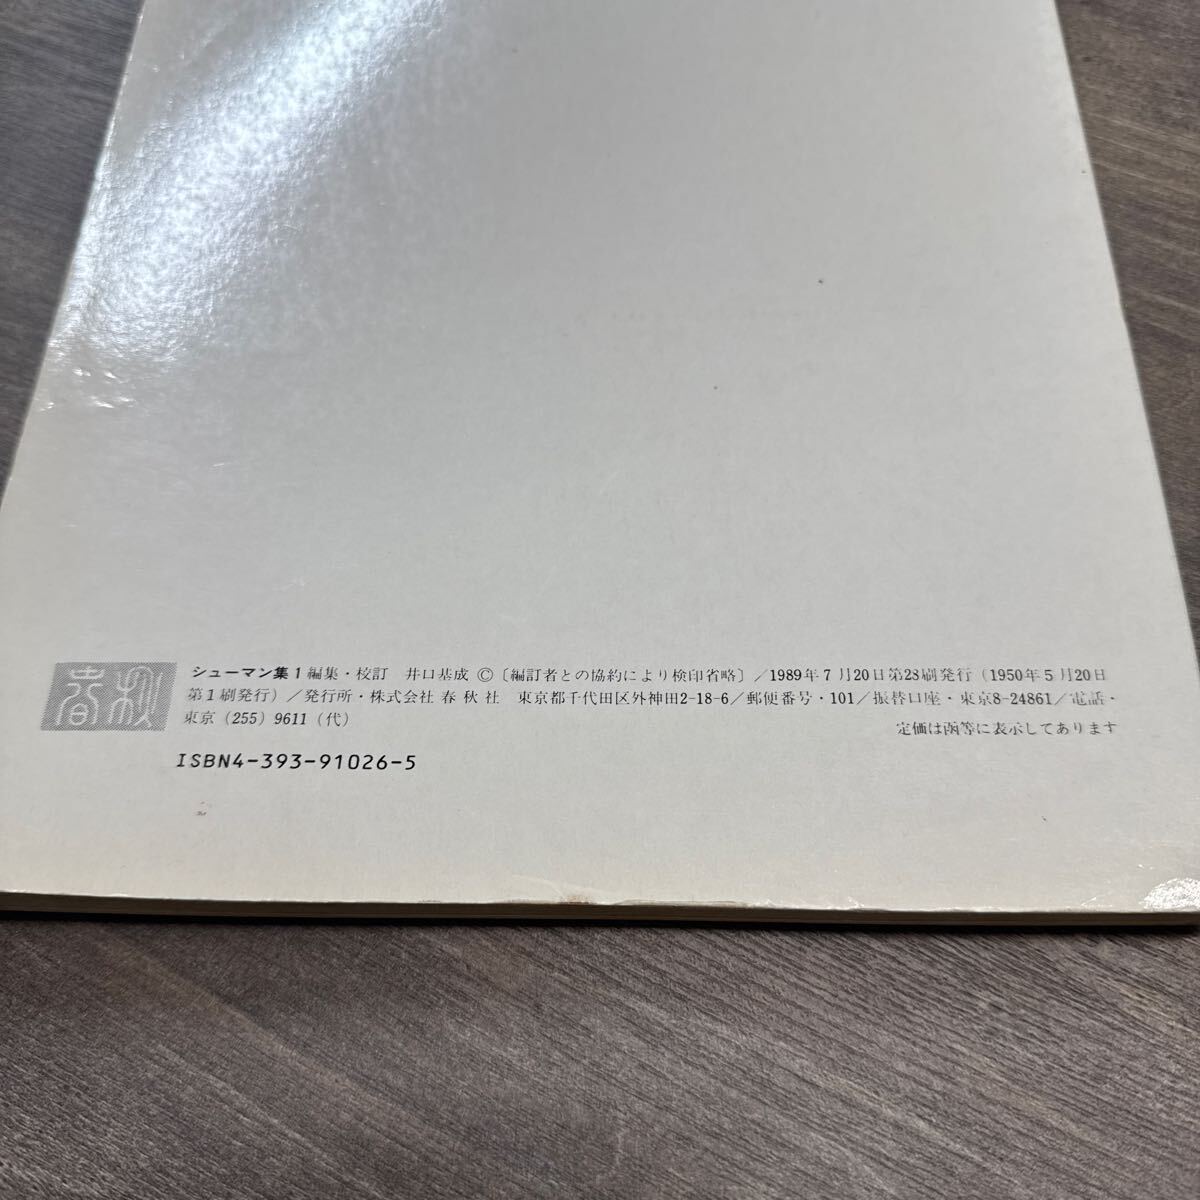 春秋
シューマン集1 編集・校訂 井口基成 ©〔編訂者との協約により検印省略〕/1989年7月20日第28刷発行(1950年5月20日
第1刷発行)/発行所・株式会社 春秋社 東京都千代田区外神田2-18-6/郵便番号・101/振替口座・東京8-24861/電話・
東京(255)9611(代)
定価は函等に表示してあります
ISBN4-393-91026-5